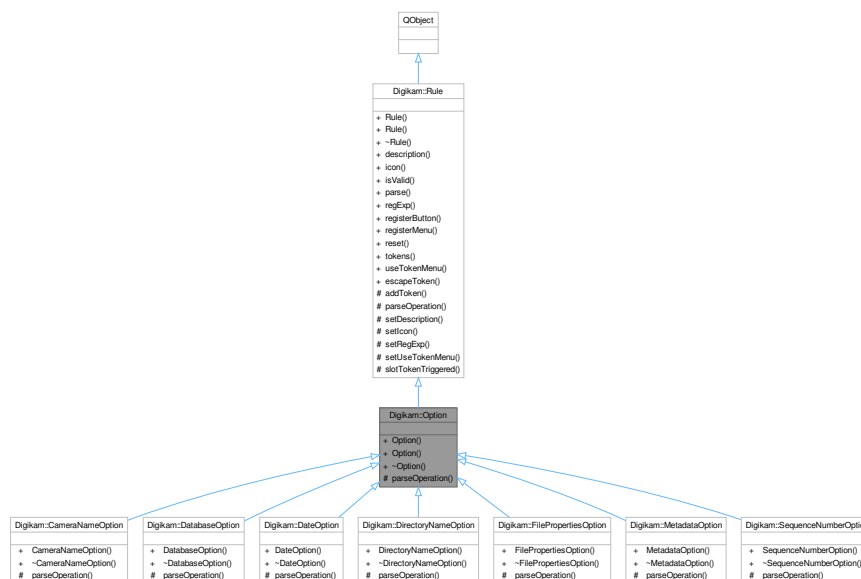 QObject
Digikam::Rule
+ Rule()
+ Rule()
+ ~Rule()
+ description()
+ icon()
+ isValid()
+ parse()
+ regExp()
+ registerButton()
+ registerMenu()
+ reset()
+ tokens()
+ useTokenMenu()
+ escapeToken()
# addToken()
# parseOperation()
# setDescription()
# setIcon()
# setRegExp()
# setUseTokenMenu()
# slotTokenTriggered()
Digikam::Option
+ Option()
+ Option()
+ ~Option()
# parseOperation()
Digikam::CameraNameOption
+ CameraNameOption()
+ ~CameraNameOption()
# parseOperation()
Digikam::DatabaseOption
+ DatabaseOption()
+ ~DatabaseOption()
# parseOperation()
Digikam::DateOption
+ DateOption()
+ ~DateOption()
# parseOperation()
Digikam::DirectoryNameOption
+ DirectoryNameOption()
+ ~DirectoryNameOption()
# parseOperation()
Digikam::FilePropertiesOption
+ FilePropertiesOption()
+ ~FilePropertiesOption()
# parseOperation()
Digikam::MetadataOption
+ MetadataOption()
+ ~MetadataOption()
# parseOperation()
Digikam::SequenceNumberOption
+ SequenceNumberOption()
+ ~SequenceNumberOption()
# parseOperation()